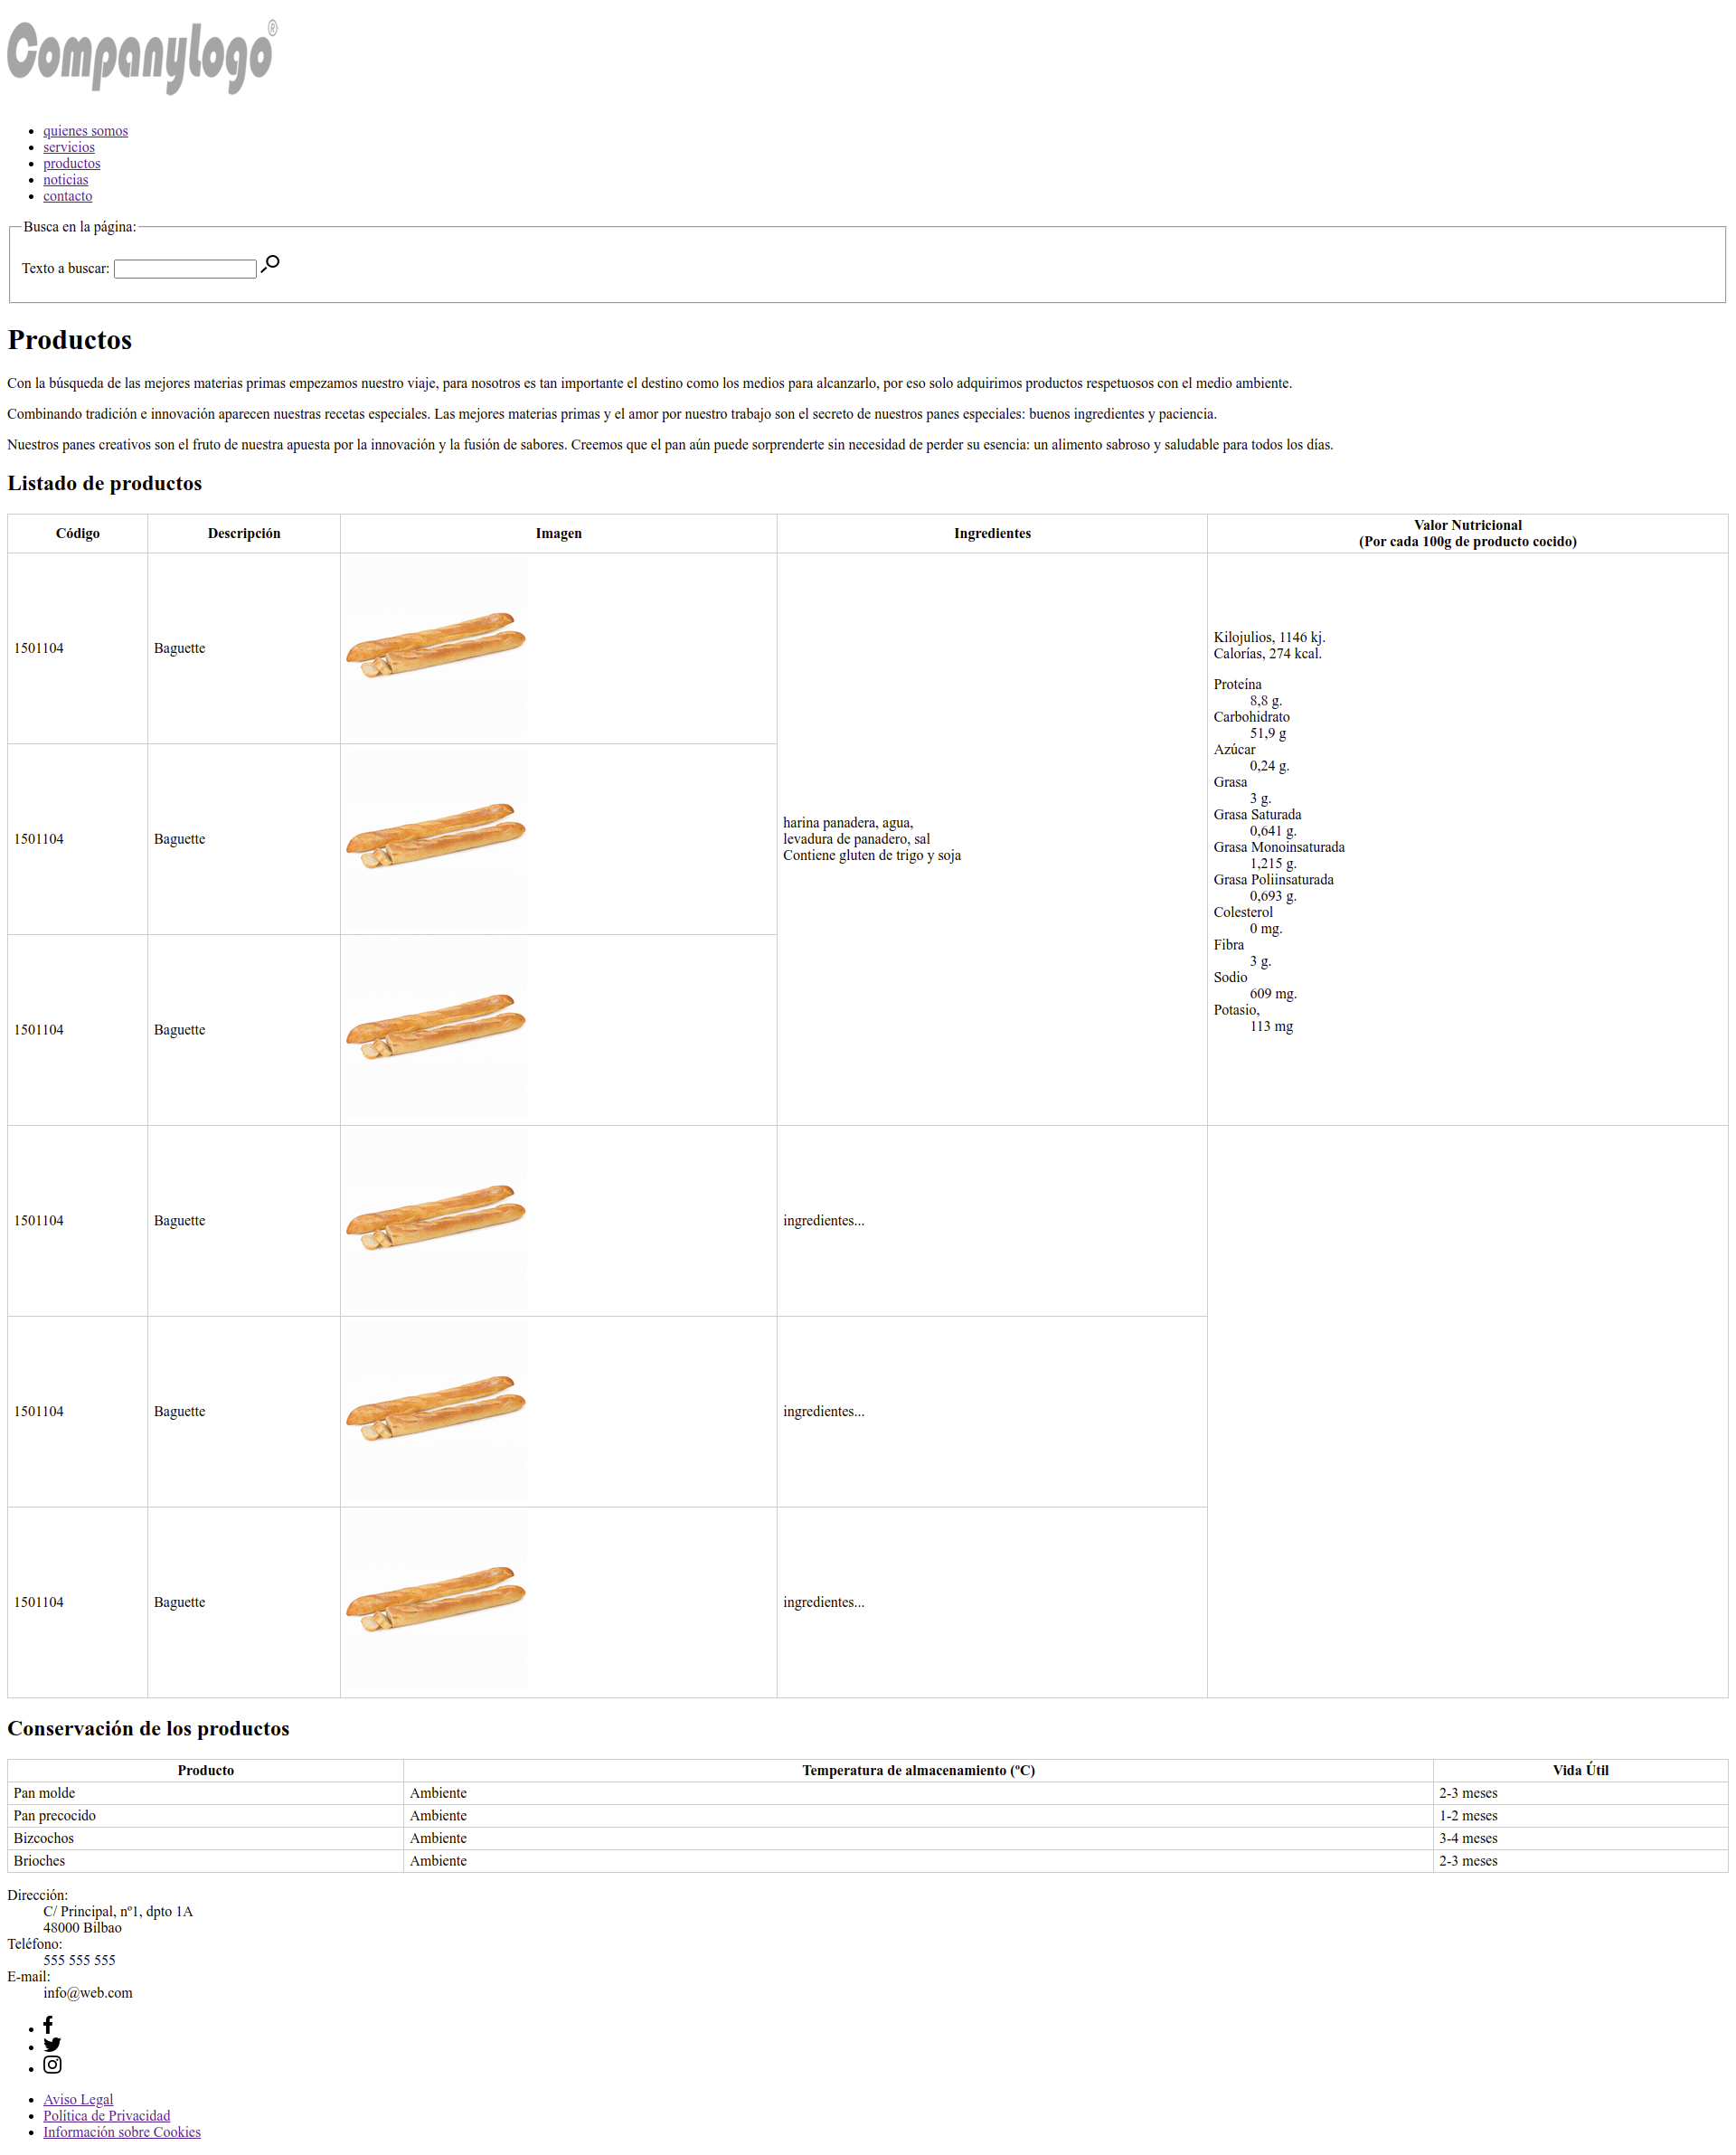 Companylogo®
quienes somos
servicios
productos
noticias
contacto
Busca en la página:
Texto a buscar:
Productos
Con la búsqueda de las mejores materias primas empezamos nuestro viaje, para nosotros es tan importante el destino como los medios para alcanzarlo, por eso solo adquirimos productos respetuosos con el medio ambiente.
Combinando tradición e innovación aparecen nuestras recetas especiales. Las mejores materias primas y el amor por nuestro trabajo son el secreto de nuestros panes especiales: buenos ingredientes y paciencia.
Nuestros panes creativos son el fruto de nuestra apuesta por la innovación y la fusión de sabores. Creemos que el pan aún puede sorprenderte sin necesidad de perder su esencia: un alimento sabroso y saludable para todos los días.
Listado de productos
Código Descripción Imagen Ingredientes Valor Nutricional
(Por cada 100g de producto cocido)
1501104 Baguette
Kilojulios, 1146 kj.
Calorías, 274 kcal.
Proteína
8,8 g.
Carbohidrato
51,9 g
Azúcar
0,24 g.
Grasa
3 g.
Grasa Saturada
0,641 g.
Grasa Monoinsaturada
1,215 g.
Grasa Poliinsaturada
0,693 g.
Colesterol
0 mg.
Fibra
3 g.
Sodio
609 mg.
Potasio,
113 mg
1501104 Baguette
harina panadera, agua,
levadura de panadero, sal
Contiene gluten de trigo y soja
1501104 Baguette
1501104 Baguette ingredientes...
1501104 Baguette ingredientes...
1501104 Baguette ingredientes...
Conservación de los productos
Producto Temperatura de almacenamiento (ºC) Vida Útil
Pan molde Ambiente 2-3 meses
Pan precocido Ambiente 1-2 meses
Bizcochos Ambiente 3-4 meses
Brioches Ambiente 2-3 meses
Dirección:
C/ Principal, nº1, dpto 1A
48000 Bilbao
Teléfono:
555 555 555
E-mail:
info@web.com
Aviso Legal
Política de Privacidad
Información sobre Cookies